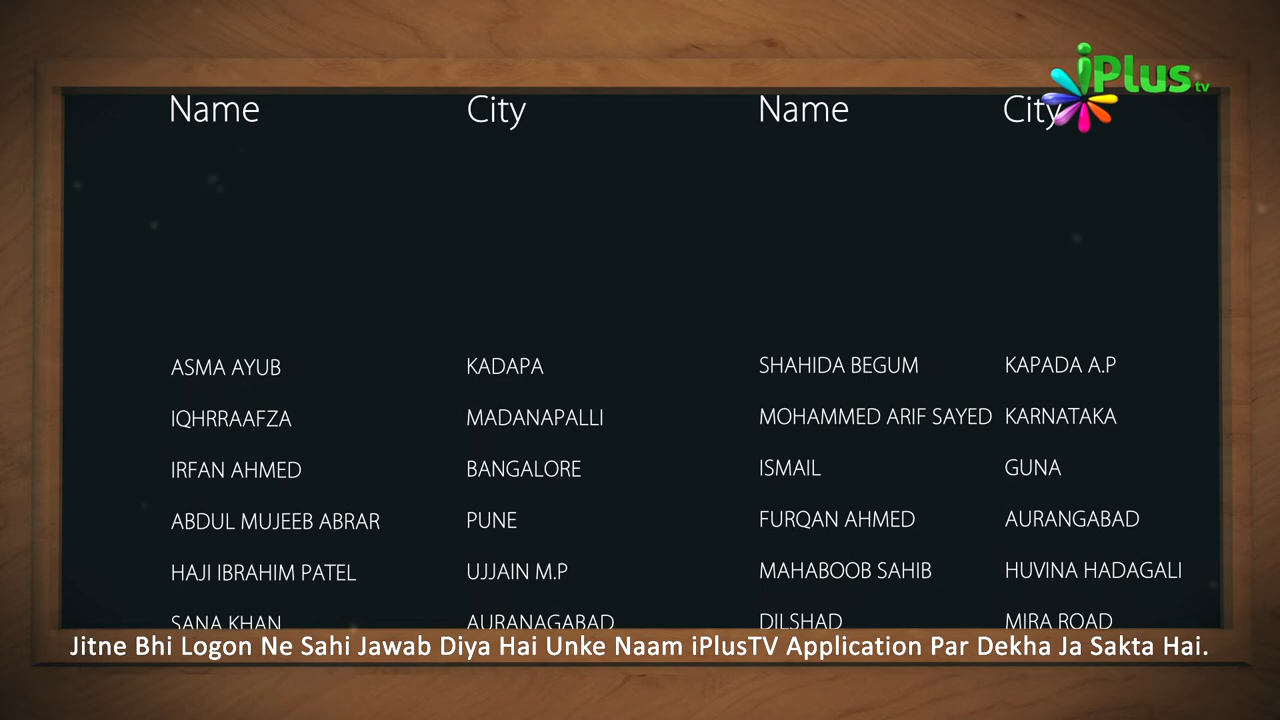 iPlus tv
Name City Name City
ASMA AYUB KADAPA SHAHIDA BEGUM KAPADA A.P
IQHRRAAFZA MADANAPALLI MOHAMMED ARIF SAYED KARNATAKA
IRFAN AHMED BANGALORE ISMAIL GUNA
ABDUL MUJEEB ABRAR PUNE FURQAN AHMED AURANGABAD
HAJI IBRAHIM PATEL UJJAIN M.P MAHABOOB SAHIB HUVINA HADAGALI
SANA KHAN AURANAGABAD DILSHAD MIRA ROAD
Jitne Bhi Logon Ne Sahi Jawab Diya Hai Unke Naam iPlusTV Application Par Dekha Ja Sakta Hai.